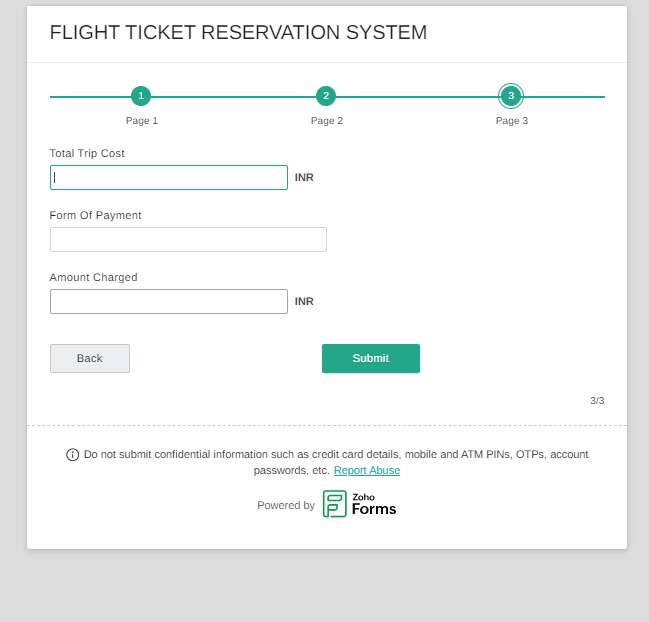 FLIGHT TICKET RESERVATION SYSTEM
1 2 3
Page 1 Page 2 Page 3
Total Trip Cost
INR
Form Of Payment
Amount Charged
INR
Back Submit
3/3
Do not submit confidential information such as credit card details, mobile and ATM PINs, OTPs, account
passwords, etc. Report Abuse
Powered by Zoho Forms